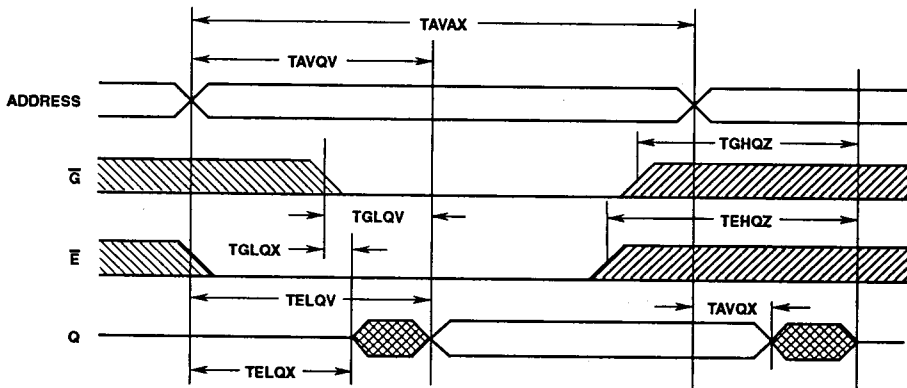 TAVAX
TAVQV
ADDRESS
TGHQZ
G
TGLQV
TEHQZ
TGLQX
E
TELQV
TAVQX
Q
TELQX